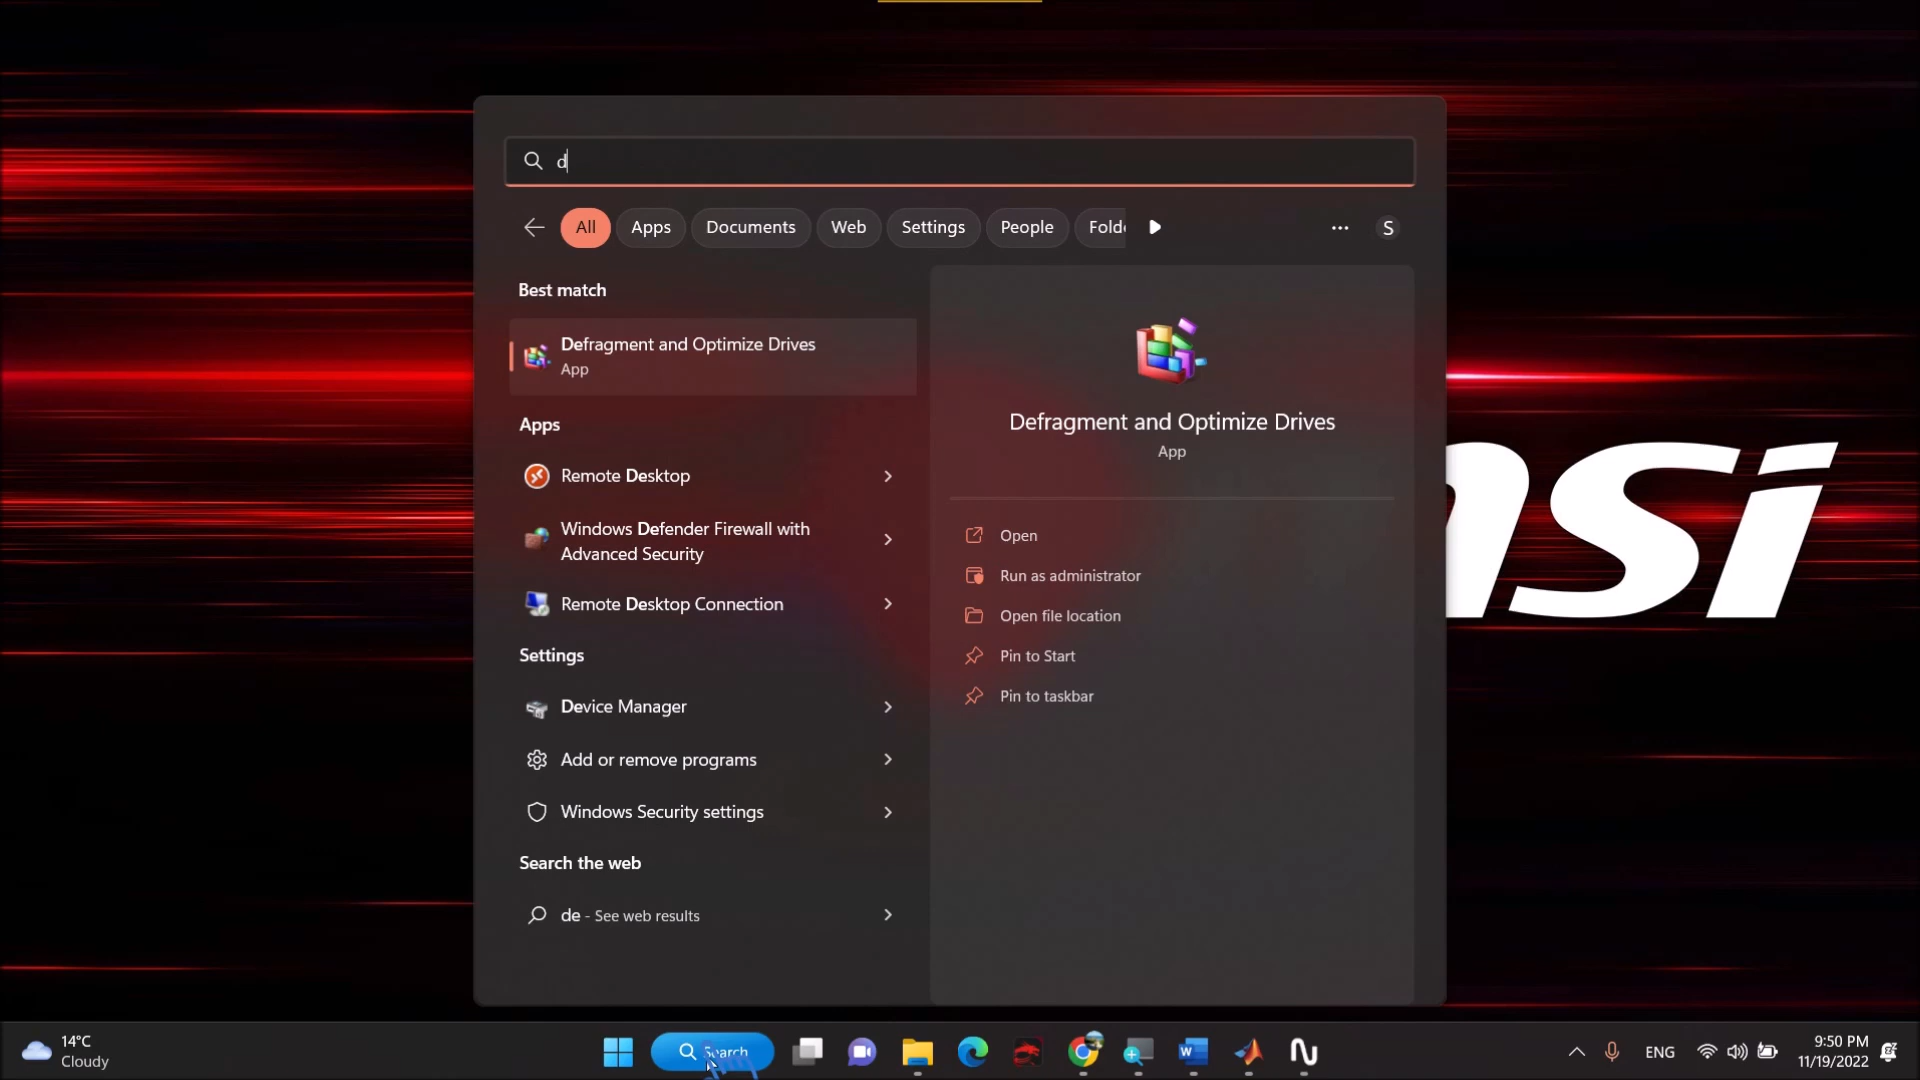 d
All
Apps
Documents
Web
Settings
People
Folde
S
Best match
Defragment and Optimize Drives
App
Apps
Remote Desktop
Windows Defender Firewall with
Advanced Security
Remote Desktop Connection
Settings
Device Manager
Add or remove programs
Windows Security settings
Search the web
de - See web results
Defragment and Optimize Drives
App
Open
Run as administrator
Open file location
Pin to Start
Pin to taskbar
si
14°C
Cloudy
Search
ENG
9:50 PM
11/19/2022